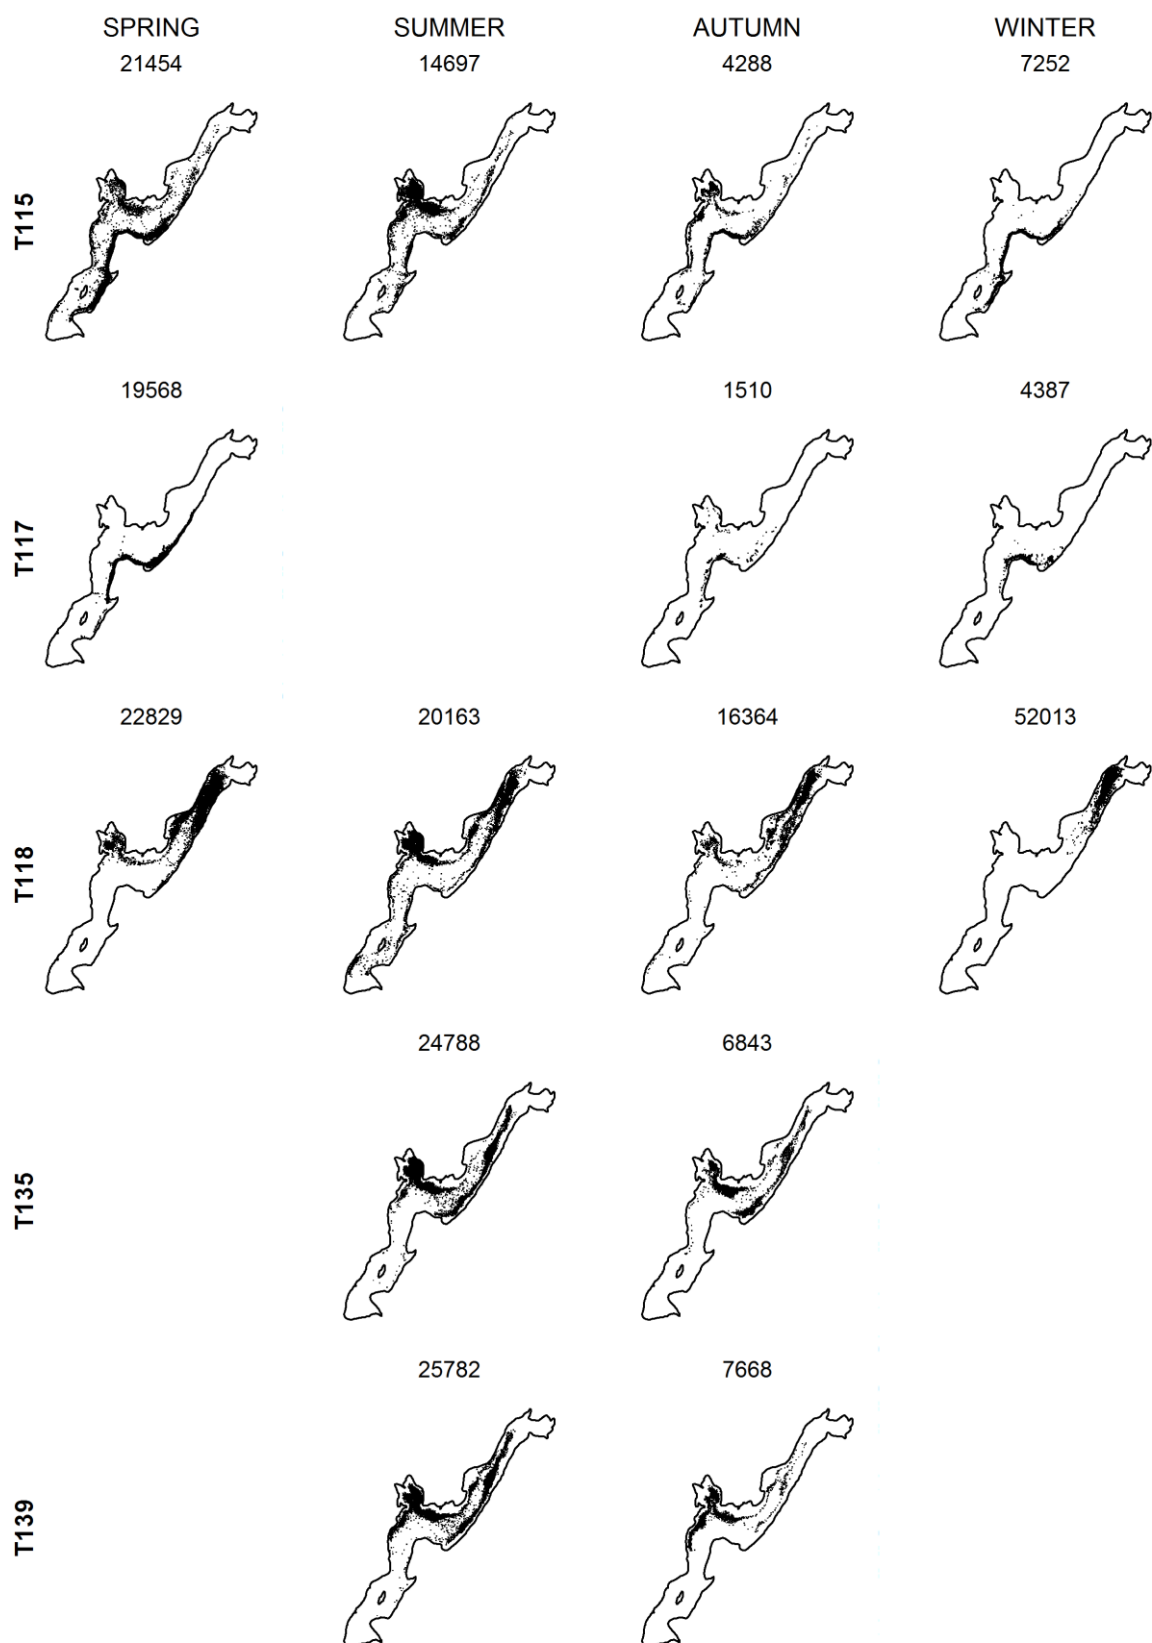 SPRING SUMMER AUTUMN WINTER
21454 14697 4288 7252
T115
19568 1510 4387
T117
22829 20163 16364 52013
T118
24788 6843
T135
25782 7668
T139